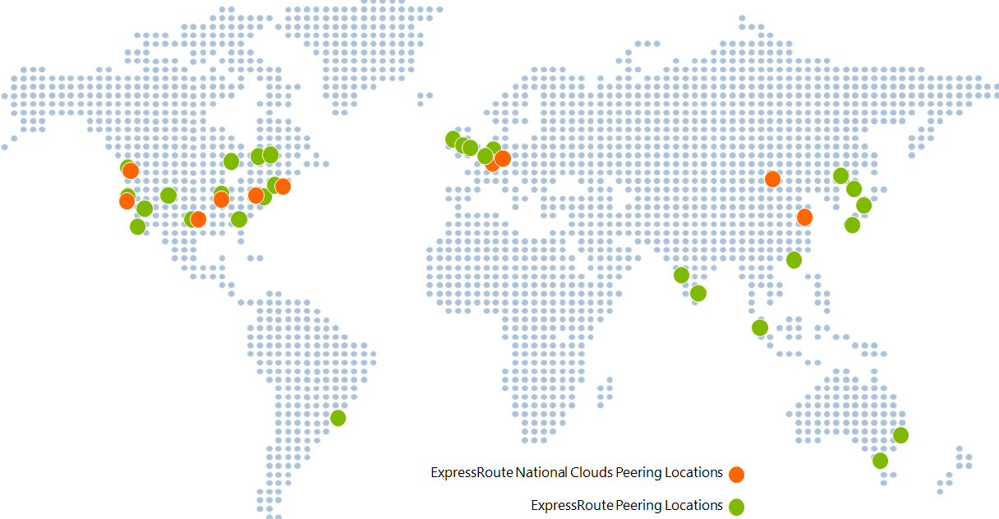 ExpressRoute National Clouds Peering Locations
ExpressRoute Peering Locations